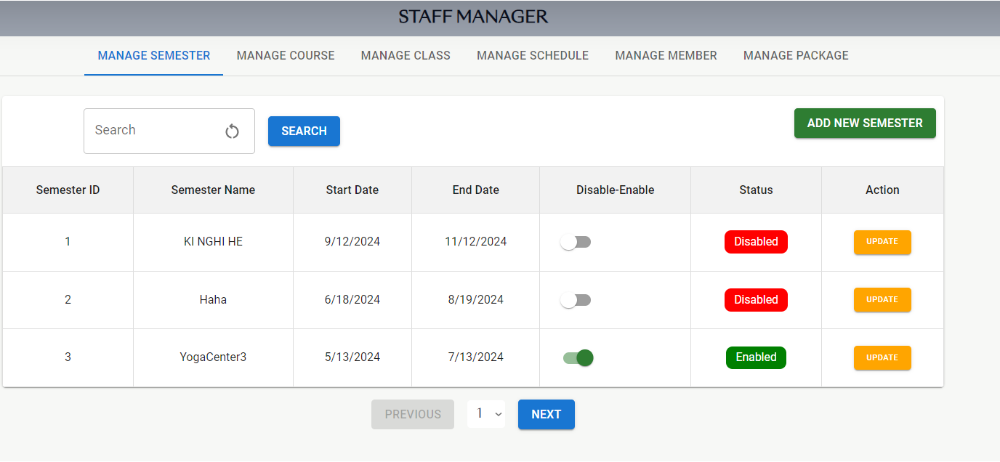 STAFF MANAGER
MANAGE SEMESTER MANAGE COURSE MANAGE CLASS MANAGE SCHEDULE MANAGE MEMBER MANAGE PACKAGE
Search SEARCH ADD NEW SEMESTER
Semester ID Semester Name Start Date End Date Disable-Enable Status Action
1 KI NGHI HE 9/12/2024 11/12/2024 Disabled UPDATE
2 Haha 6/18/2024 8/19/2024 Disabled UPDATE
3 YogaCenter3 5/13/2024 7/13/2024 Enabled UPDATE
PREVIOUS 1 NEXT